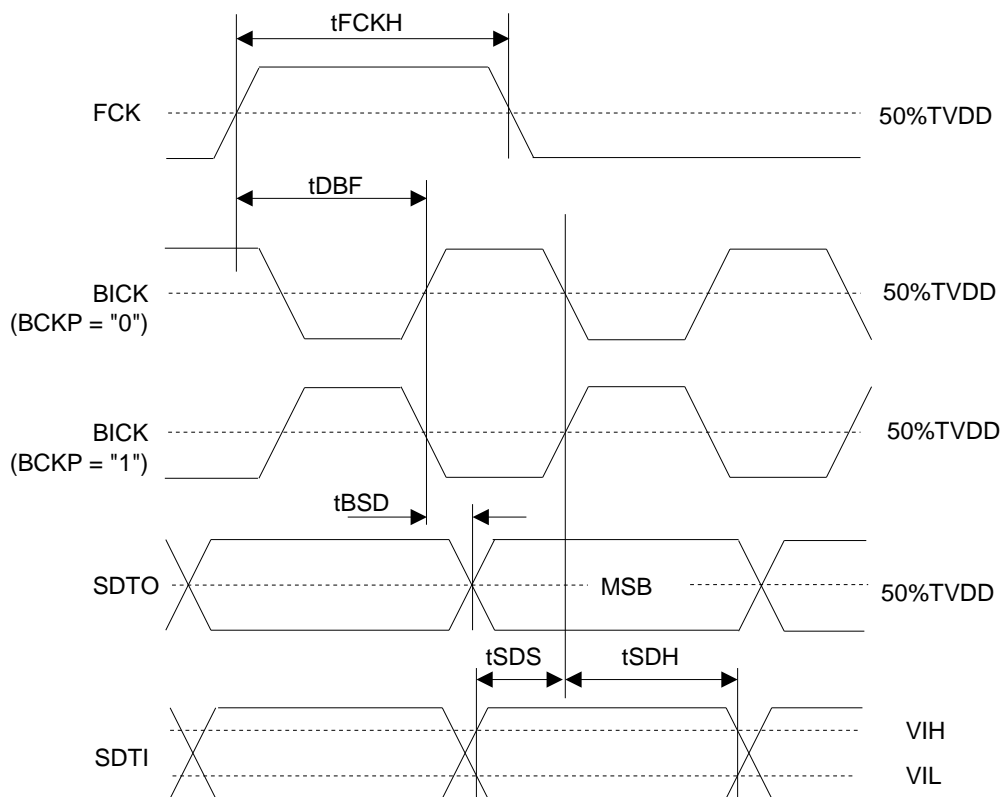 tFCKH
FCK
50%TVDD
tDBF
BICK
(BCKP = "0")
50%TVDD
BICK
(BCKP = "1")
50%TVDD
tBSD
SDTO
MSB
50%TVDD
tSDS
tSDH
SDTI
VIH
VIL